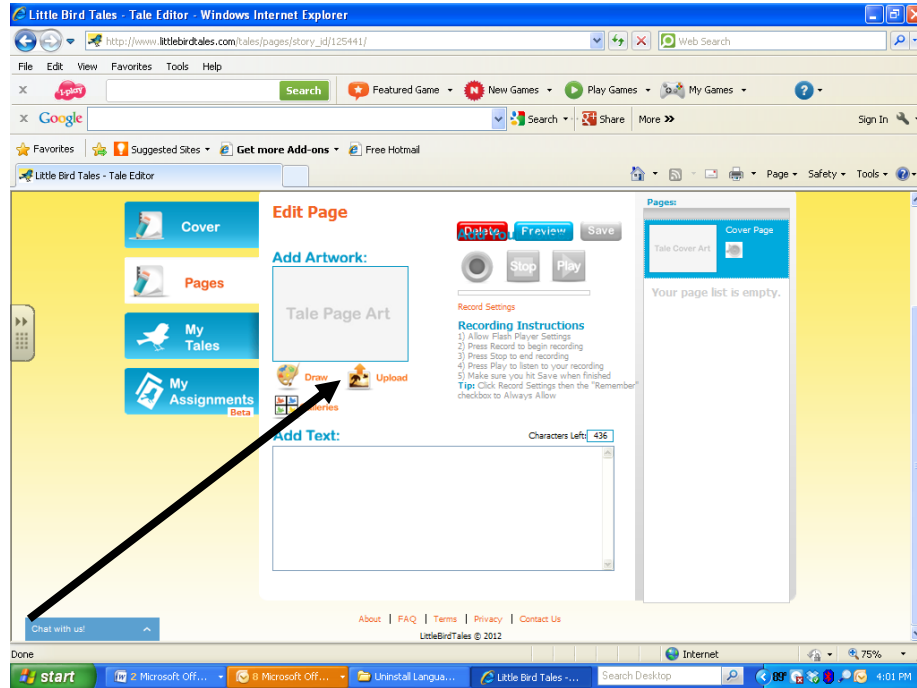 Little Bird Tales - Tale Editor - Windows Internet Explorer
http://www.littlebirdtales.com/tales/pages/story_id/125441/
Web Search
File Edit View Favorites Tools Help
x i-play Search Featured Game New Games Play Games My Games
x Google Search Share More >> Sign In
Favorites Suggested Sites Get more Add-ons Free Hotmail
Little Bird Tales - Tale Editor Page Safety Tools
Cover
Pages
My Tales
My Assignments
Beta
Edit Page
Delete Preview Save
Add You
Add Artwork:
Tale Page Art
Stop Play
Record Settings
Recording Instructions
1) Allow Flash Player Settings
2) Press Record to begin recording
3) Press Stop to end recording
4) Press Play to listen to your recording
5) Make sure you hit Save when finished
Tip: Click Record Settings then the "Remember"
checkbox to Always Allow
Draw Upload
Add Text: Characters Left: 436
Pages:
Tale Cover Art Cover Page
Your page list is empty.
About | FAQ | Terms | Privacy | Contact Us
LittleBirdTales © 2012
Chat with us!
Done Internet 75%
start 2 Microsoft Off... 8 Microsoft Off... Uninstall Langua... Little Bird Tales -... Search Desktop 89° 4:01 PM